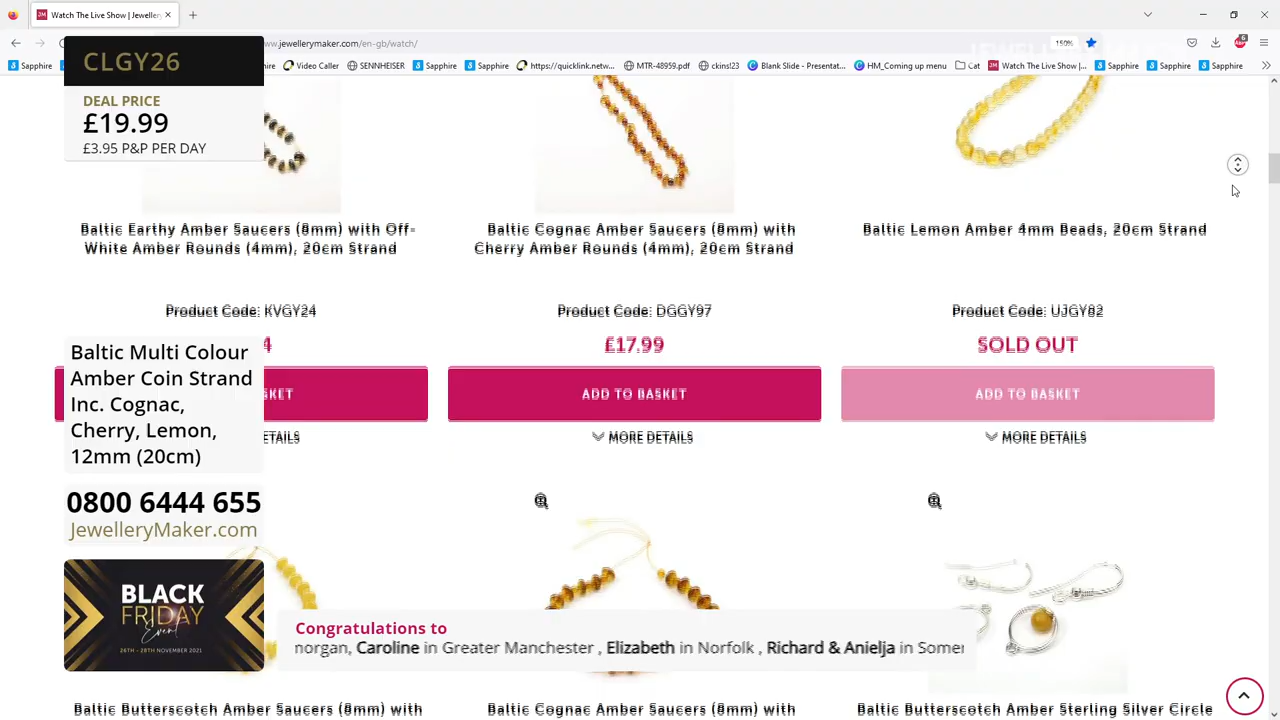 Watch The Live Show | Jeweller
www.jewellerymaker.com/en-gb/watch/
150%
Sapphire
Sapphire
Sapphire
Video Caller
SENNHEISER
Sapphire
Sapphire
https://quicklink.netw...
MTR-48959.pdf
ckins23
Blank Slide - Presentat...
HM_Coming up menu
Cat
Watch The Live Show | ...
Sapphire
Sapphire
Sapphire
CLGY26
DEAL PRICE
£19.99
£3.95 P&P PER DAY
Baltic Earthy Amber Saucers (8mm) with Off-
White Amber Rounds (4mm), 20cm Strand
Product Code: KVGY24
Baltic Cognac Amber Saucers (8mm) with
Cherry Amber Rounds (4mm), 20cm Strand
Product Code: DGGY97
£17.99
ADD TO BASKET
MORE DETAILS
Baltic Lemon Amber 4mm Beads, 20cm Strand
Product Code: UJGY82
SOLD OUT
ADD TO BASKET
MORE DETAILS
Baltic Multi Colour
Amber Coin Strand
Inc. Cognac,
Cherry, Lemon,
12mm (20cm)
0800 6444 655
JewelleryMaker.com
BLACK
FRIDAY
Event
26TH - 28TH NOVEMBER 2021
Congratulations to
norgan, Caroline in Greater Manchester , Elizabeth in Norfolk , Richard & Anielja in Somer
Baltic Butterscotch Amber Saucers (8mm) with
Baltic Cognac Amber Saucers (8mm) with
Baltic Butterscotch Amber Sterling Silver Circle